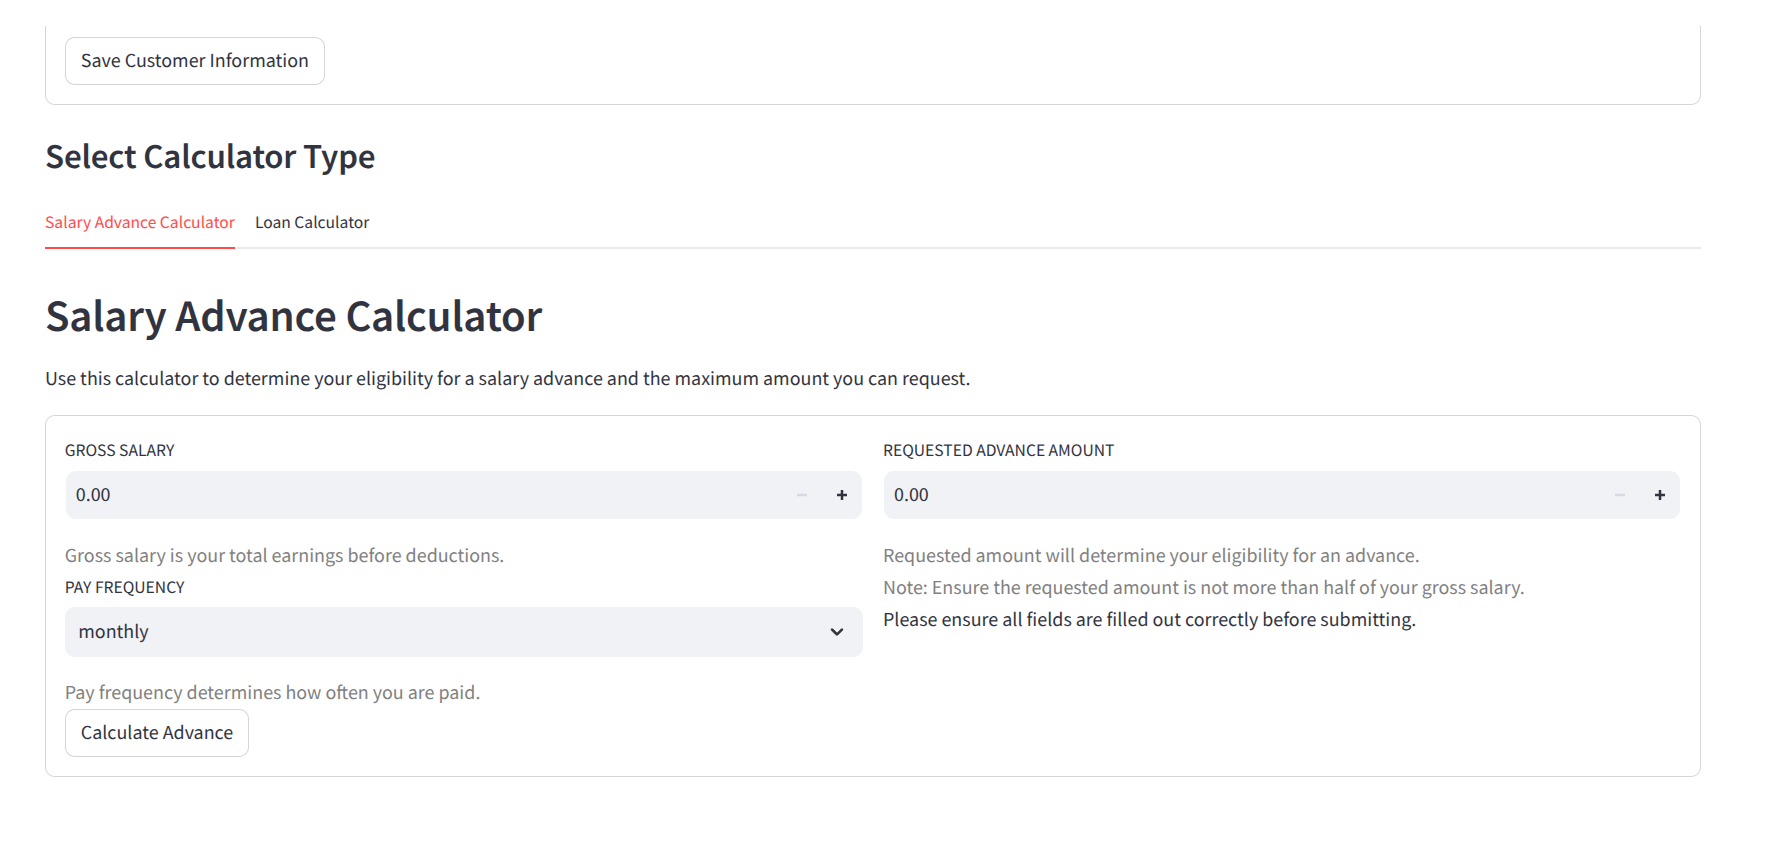 Save Customer Information
Select Calculator Type
Salary Advance Calculator
Loan Calculator
Salary Advance Calculator
Use this calculator to determine your eligibility for a salary advance and the maximum amount you can request.
GROSS SALARY
0.00
Gross salary is your total earnings before deductions.
PAY FREQUENCY
monthly
Pay frequency determines how often you are paid.
Calculate Advance
REQUESTED ADVANCE AMOUNT
0.00
Requested amount will determine your eligibility for an advance.
Note: Ensure the requested amount is not more than half of your gross salary.
Please ensure all fields are filled out correctly before submitting.